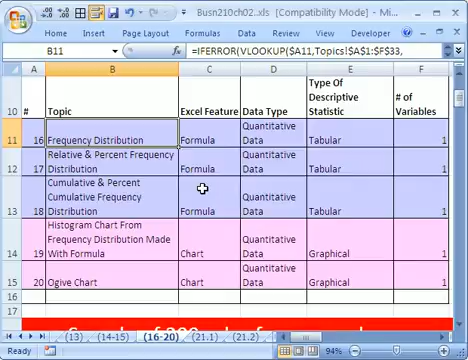 Busn210ch02...xls [Compatibility Mode] - Mi...
Home Insert Page Layout Formulas Data Review View Developer Add-Ins
B11 =IFERROR(VLOOKUP($A11,Topics!$A$1:$F$33,
A B C D E F
10 # Topic Excel Feature Data Type Type Of Descriptive Statistic # of Variables
11 16 Frequency Distribution Formula Quantitative Data Tabular 1
12 17 Relative & Percent Frequency Distribution Formula Quantitative Data Tabular 1
13 18 Cumulative & Percent Cumulative Frequency Distribution Formula Quantitative Data Tabular 1
14 19 Histogram Chart From Frequency Distribution Made With Formula Chart Quantitative Data Graphical 1
15 20 Ogive Chart Chart Quantitative Data Graphical 1
16
17
(13) (14-15) (16-20) (21.1) (21.2)
Ready 94%